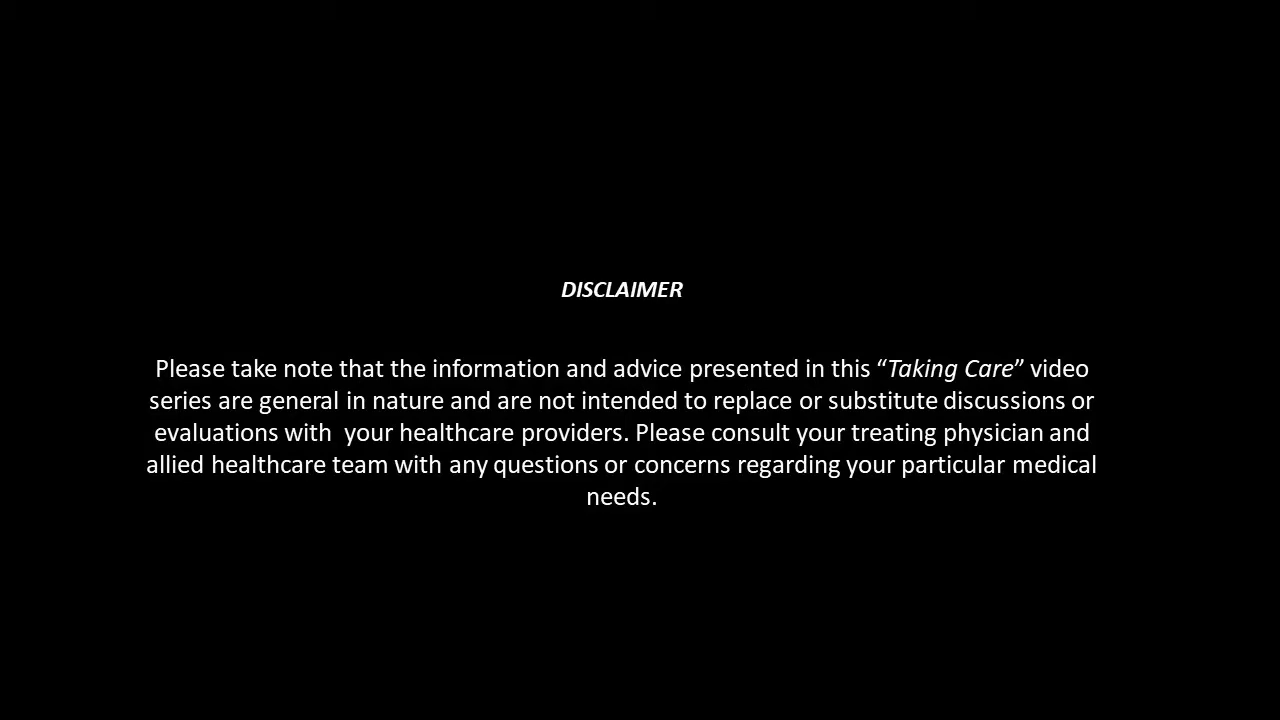 DISCLAIMER
Please take note that the information and advice presented in this “Taking Care” video
series are general in nature and are not intended to replace or substitute discussions or
evaluations with  your healthcare providers. Please consult your treating physician and
allied healthcare team with any questions or concerns regarding your particular medical
needs.